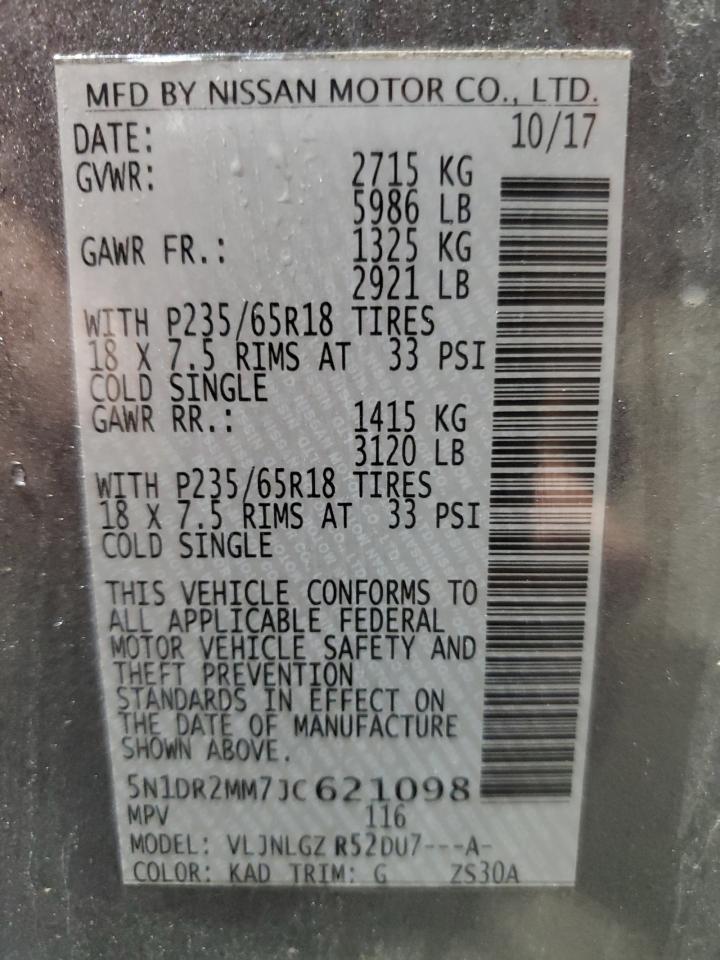 MFD BY NISSAN MOTOR CO., LTD.
DATE: 10/17
GVWR: 2715 KG
5986 LB
GAWR FR.: 1325 KG
2921 LB
WITH P235/65R18 TIRES
18 X 7.5 RIMS AT 33 PSI
COLD SINGLE
GAWR RR.: 1415 KG
3120 LB
WITH P235/65R18 TIRES
18 X 7.5 RIMS AT 33 PSI
COLD SINGLE
THIS VEHICLE CONFORMS TO
ALL APPLICABLE FEDERAL
MOTOR VEHICLE SAFETY AND
THEFT PREVENTION
STANDARDS IN EFFECT ON
THE DATE OF MANUFACTURE
SHOWN ABOVE.
5N1DR2MM7JC621098
MPV 116
MODEL: VLJNLGZ R52DU7---A-
COLOR: KAD TRIM: G ZS30A